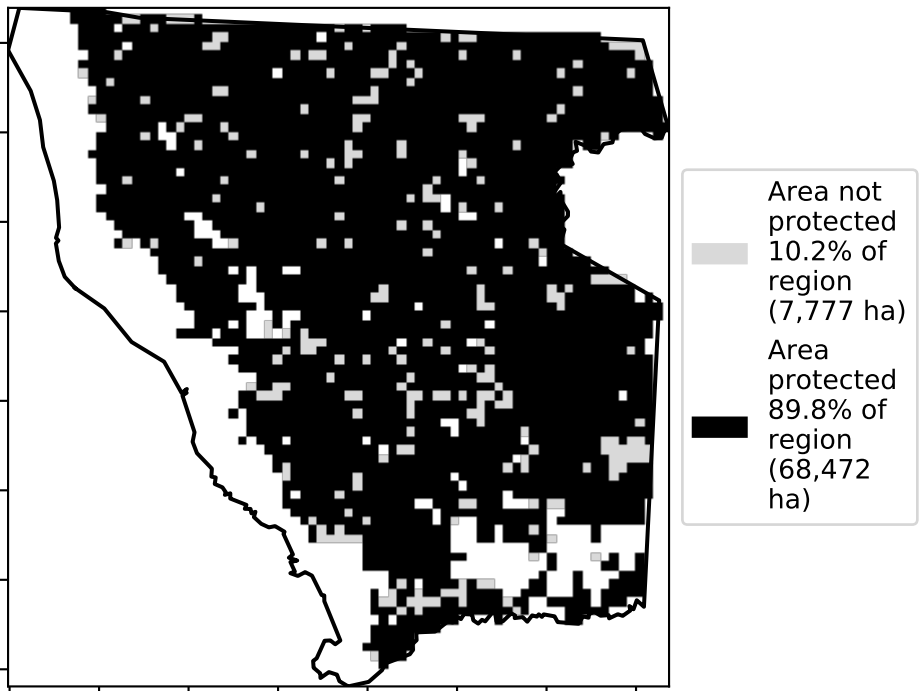 Area not
protected
10.2% of
region
(7,777 ha)
Area
protected
89.8% of
region
(68,472
ha)